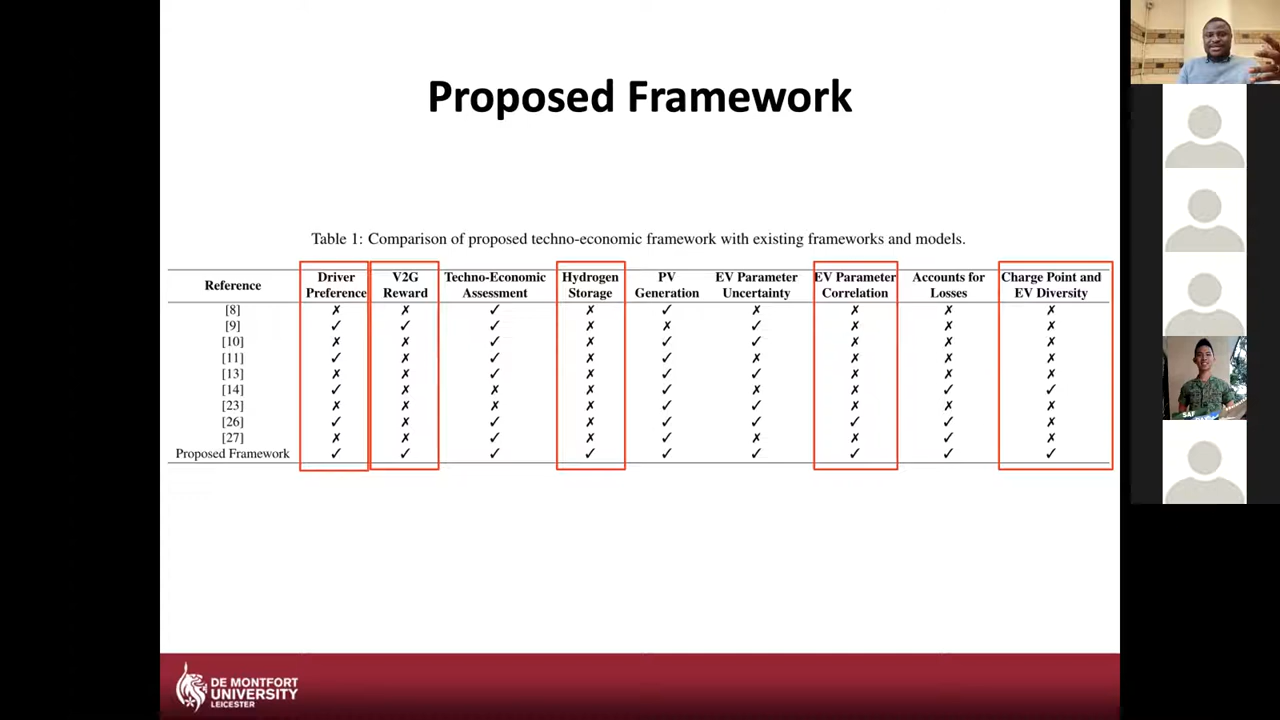 Proposed Framework
Table 1: Comparison of proposed techno-economic framework with existing frameworks and models.
Reference Driver Preference V2G Reward Techno-Economic Assessment Hydrogen Storage PV Generation EV Parameter Uncertainty EV Parameter Correlation Accounts for Losses Charge Point and EV Diversity
[8] ✗ ✗ ✓ ✗ ✓ ✗ ✗ ✗ ✗
[9] ✓ ✓ ✓ ✗ ✗ ✓ ✗ ✗ ✗
[10] ✗ ✗ ✓ ✗ ✓ ✓ ✗ ✗ ✗
[11] ✓ ✗ ✓ ✗ ✓ ✗ ✗ ✗ ✗
[13] ✗ ✗ ✓ ✗ ✓ ✓ ✗ ✗ ✗
[14] ✓ ✗ ✗ ✗ ✓ ✗ ✗ ✓ ✓
[23] ✗ ✗ ✗ ✗ ✓ ✓ ✗ ✗ ✗
[26] ✓ ✗ ✓ ✗ ✓ ✓ ✓ ✓ ✗
[27] ✗ ✗ ✓ ✗ ✓ ✗ ✗ ✓ ✗
Proposed Framework ✓ ✓ ✓ ✓ ✓ ✓ ✓ ✓ ✓
DE MONTFORT
UNIVERSITY
LEICESTER
SAF